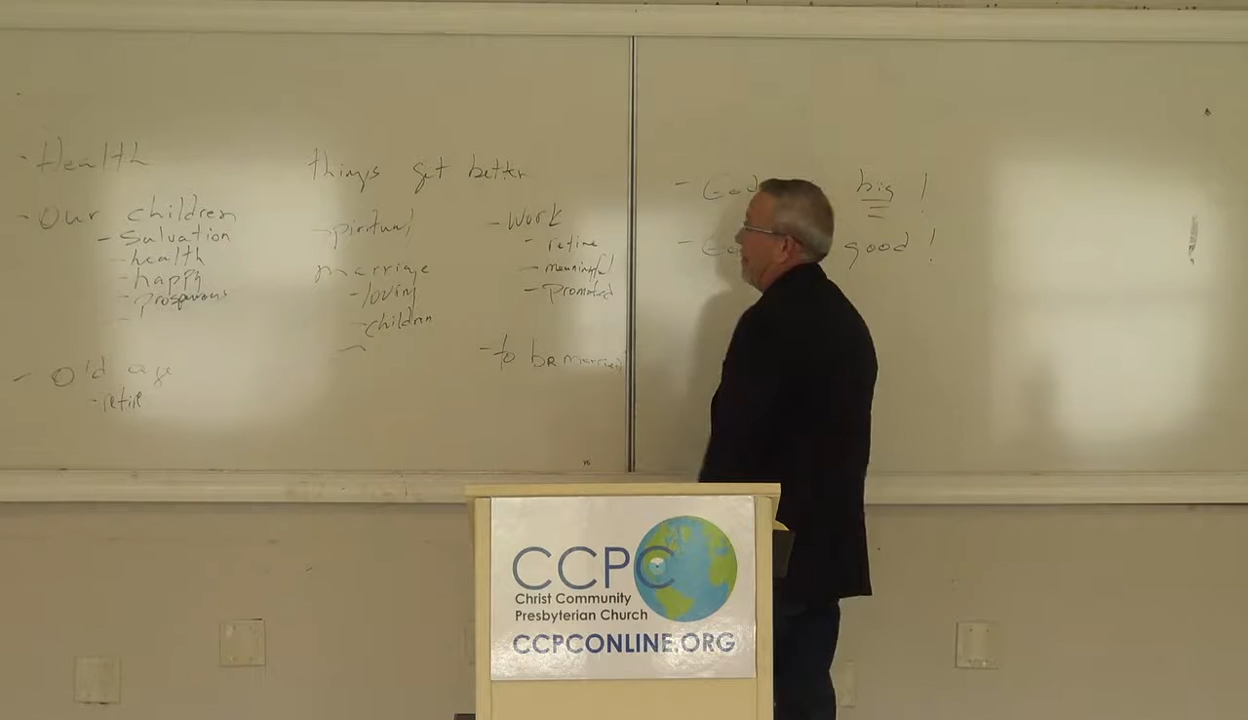 - Health
- Our children
- Salvation
- health
- happy
- prosperous
- Old age
- retire
things get better
- spiritual
marriage
- loving
- children
- Work
- retire
- meaningful
- Promoted
- to be married
- God big!
- good!
CCPC
Christ Community
Presbyterian Church
CCPCONLINE.ORG